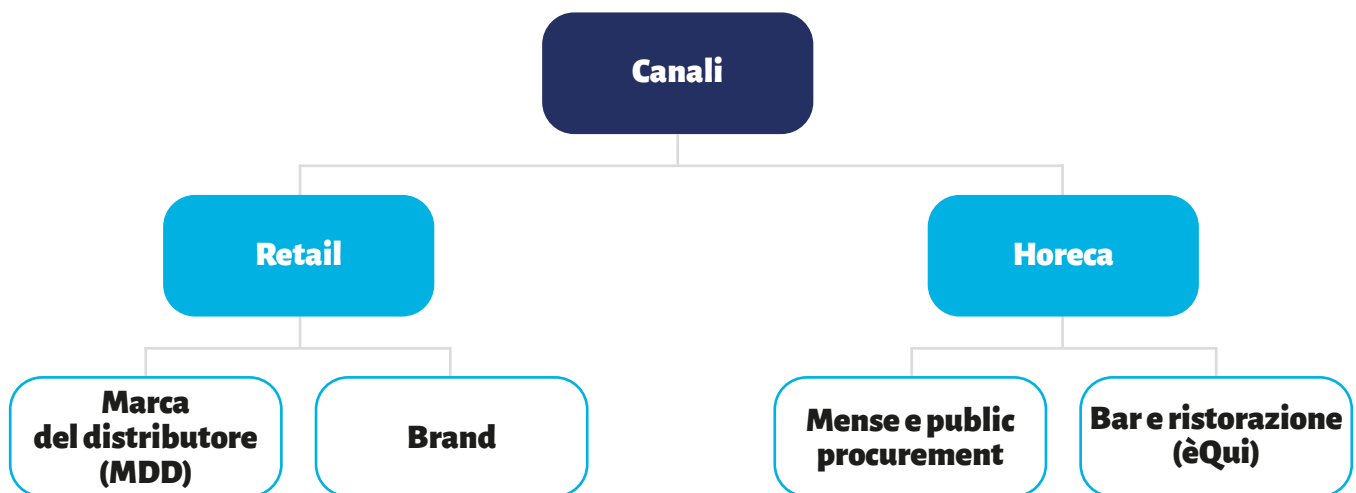 Canali
Retail
Horeca
Marca
del distributore
(MDD)
Brand
Mense e public
procurement
Bar e ristorazione
(èQui)